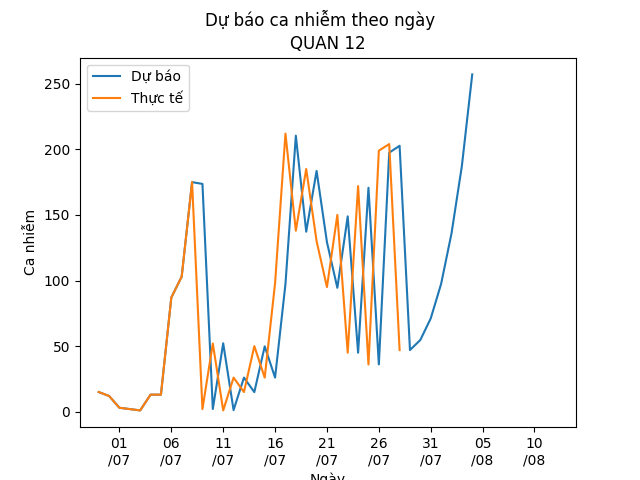 Dự báo ca nhiễm theo ngày
QUAN 12
Dự báo
Thực tế
Ca nhiễm
250
200
150
100
50
0
01 06 11 16 21 26 31 05 10
/07 /07 /07 /07 /07 /07 /07 /08 /08
Ngày